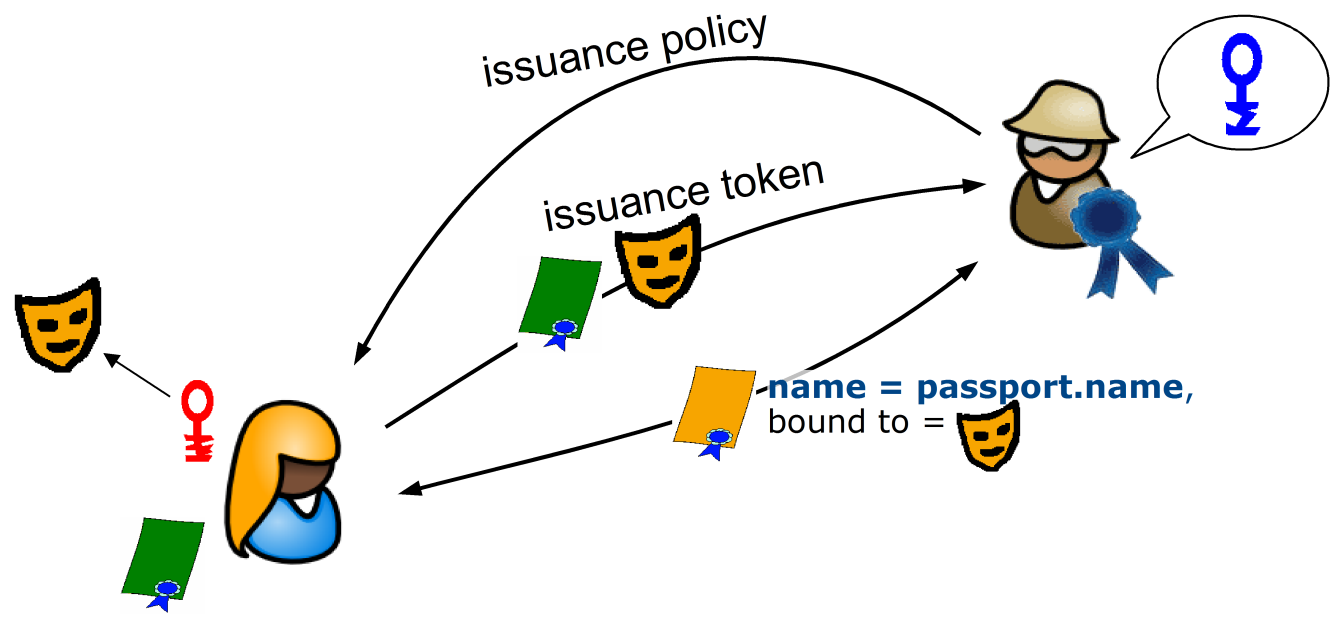 issuance policy
issuance token
name = passport.name,
bound to =